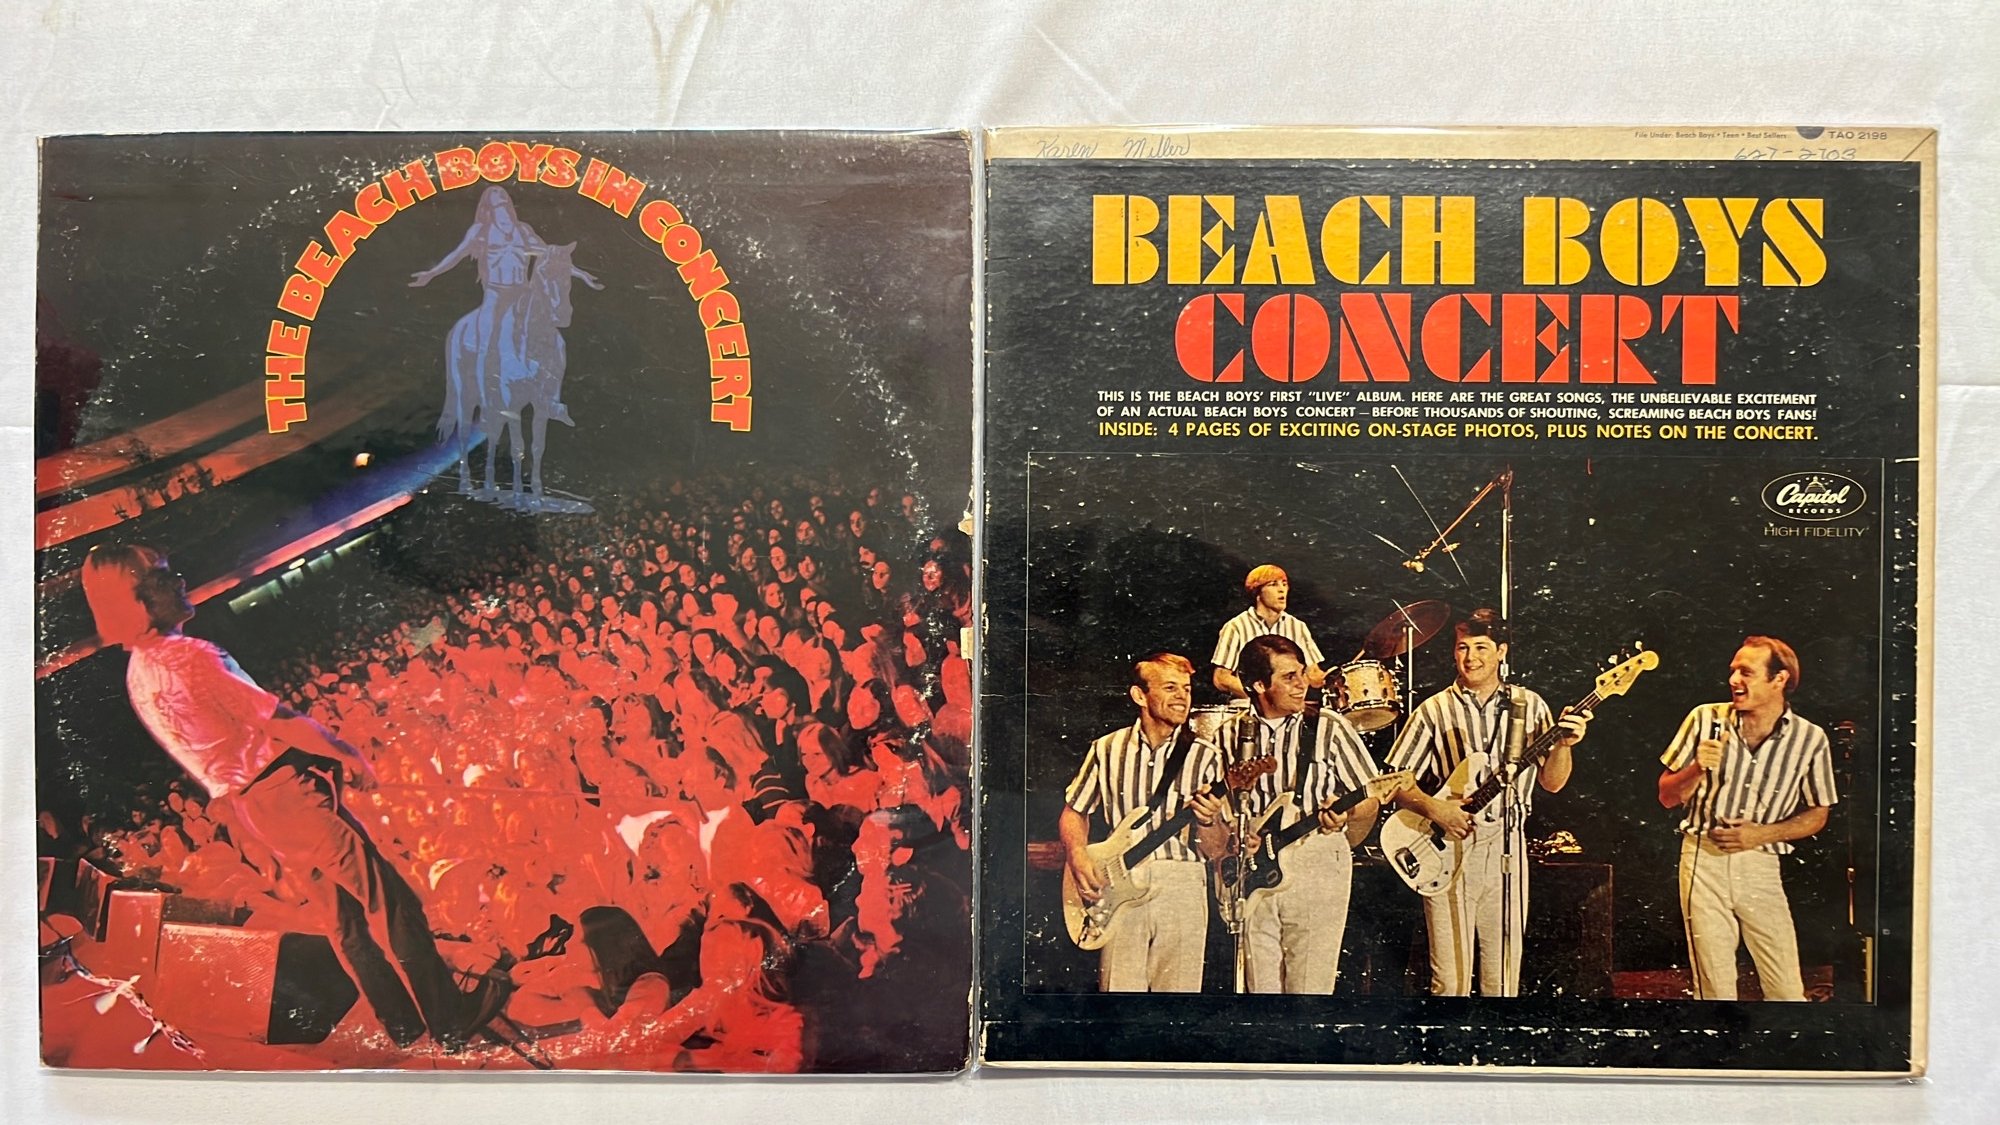 THE BEACH BOYS IN CONCERT
Karen Miller
File Under: Beach Boys • Teen • Best Sellers
TAO 2198
627-2703
BEACH BOYS
CONCERT
THIS IS THE BEACH BOYS' FIRST "LIVE" ALBUM. HERE ARE THE GREAT SONGS, THE UNBELIEVABLE EXCITEMENT
OF AN ACTUAL BEACH BOYS CONCERT — BEFORE THOUSANDS OF SHOUTING, SCREAMING BEACH BOYS FANS!
INSIDE: 4 PAGES OF EXCITING ON-STAGE PHOTOS, PLUS NOTES ON THE CONCERT.
Capitol
RECORDS
HIGH FIDELITY